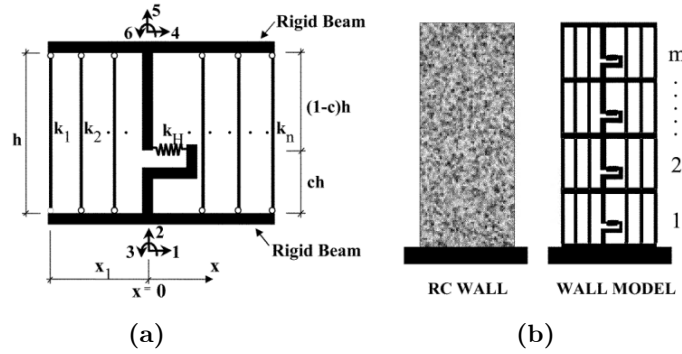 5
6 4
Rigid Beam
h
k1 k2 . . . kH . . . kn
(1-c)h
ch
2
3 1
Rigid Beam
x1 x
x = 0
(a)
m
.
.
.
.
.
2
1
RC WALL WALL MODEL
(b)